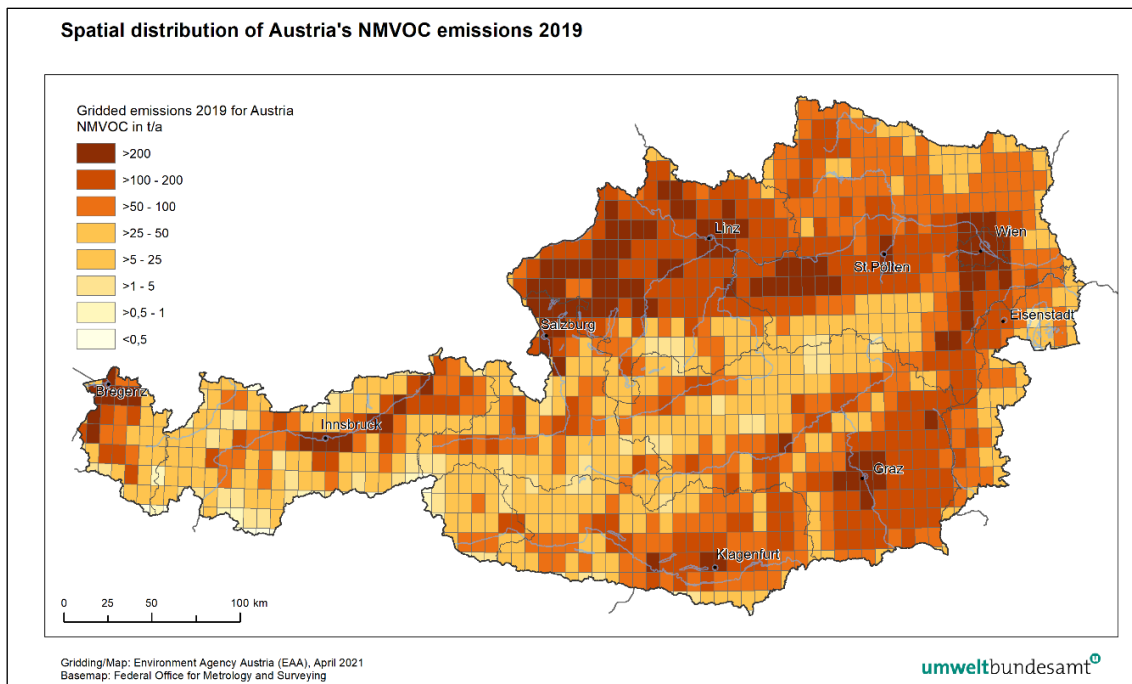 Spatial distribution of Austria's NMVOC emissions 2019
Gridded emissions 2019 for Austria
NMVOC in t/a
>200
>100 - 200
>50 - 100
>25 - 50
>5 - 25
>1 - 5
>0,5 - 1
<0,5
Linz
Wien
St.Pölten
Eisenstadt
Salzburg
Bregenz
Innsbruck
Graz
Klagenfurt
0 25 50 100 km
Gridding/Map: Environment Agency Austria (EAA), April 2021
Basemap: Federal Office for Metrology and Surveying
umweltbundesamt u